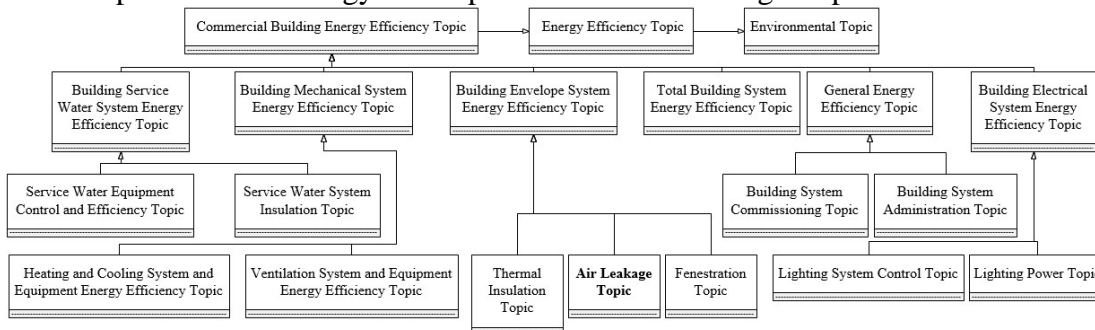 Commercial Building Energy Efficiency Topic
Energy Efficiency Topic
Environmental Topic
Building Service
Water System Energy
Efficiency Topic
Building Mechanical System
Energy Efficiency Topic
Building Envelope System
Energy Efficiency Topic
Total Building System
Energy Efficiency Topic
General Energy
Efficiency Topic
Building Electrical
System Energy
Efficiency Topic
Service Water Equipment
Control and Efficiency Topic
Service Water System
Insulation Topic
Building System
Commissioning Topic
Building System
Administration Topic
Heating and Cooling System and
Equipment Energy Efficiency Topic
Ventilation System and Equipment
Energy Efficiency Topic
Thermal
Insulation
Topic
Air Leakage
Topic
Fenestration
Topic
Lighting System Control Topic
Lighting Power Topic